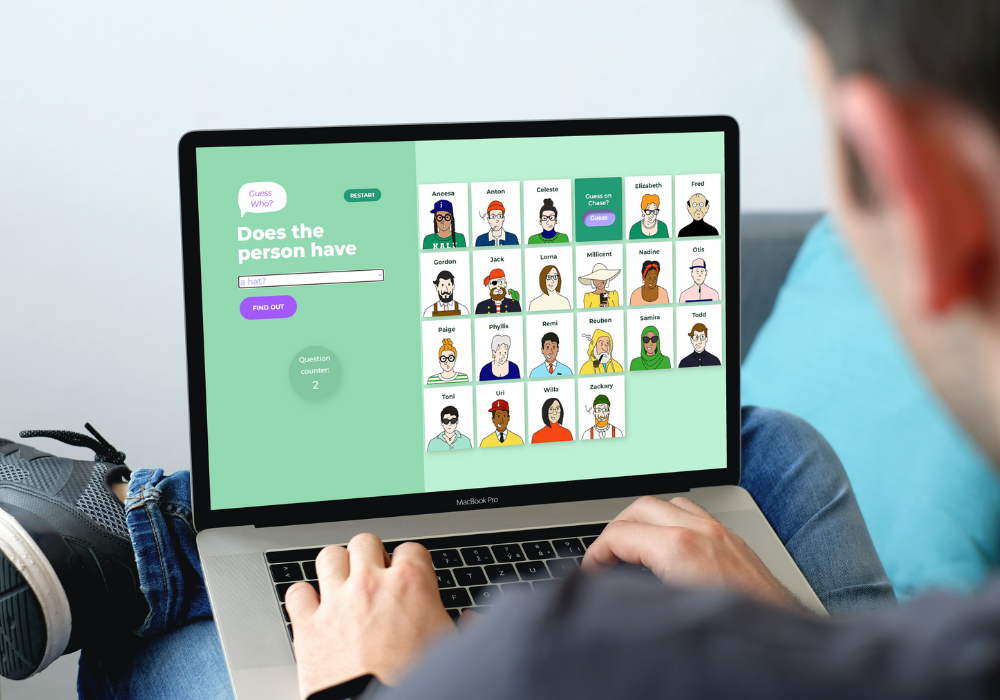 Guess
Who?
RESTART
Does the
person have
a hat?
FIND OUT
Question
counter:
2
Aneesa
Anton
Celeste
Guess on
Chase?
Guess
Elizabeth
Fred
Gordon
Jack
Lorna
Millicent
Nadine
Otis
Paige
Phyllis
Remi
Reuben
Samira
Todd
Toni
Uri
Willa
Zackary
MacBook Pro